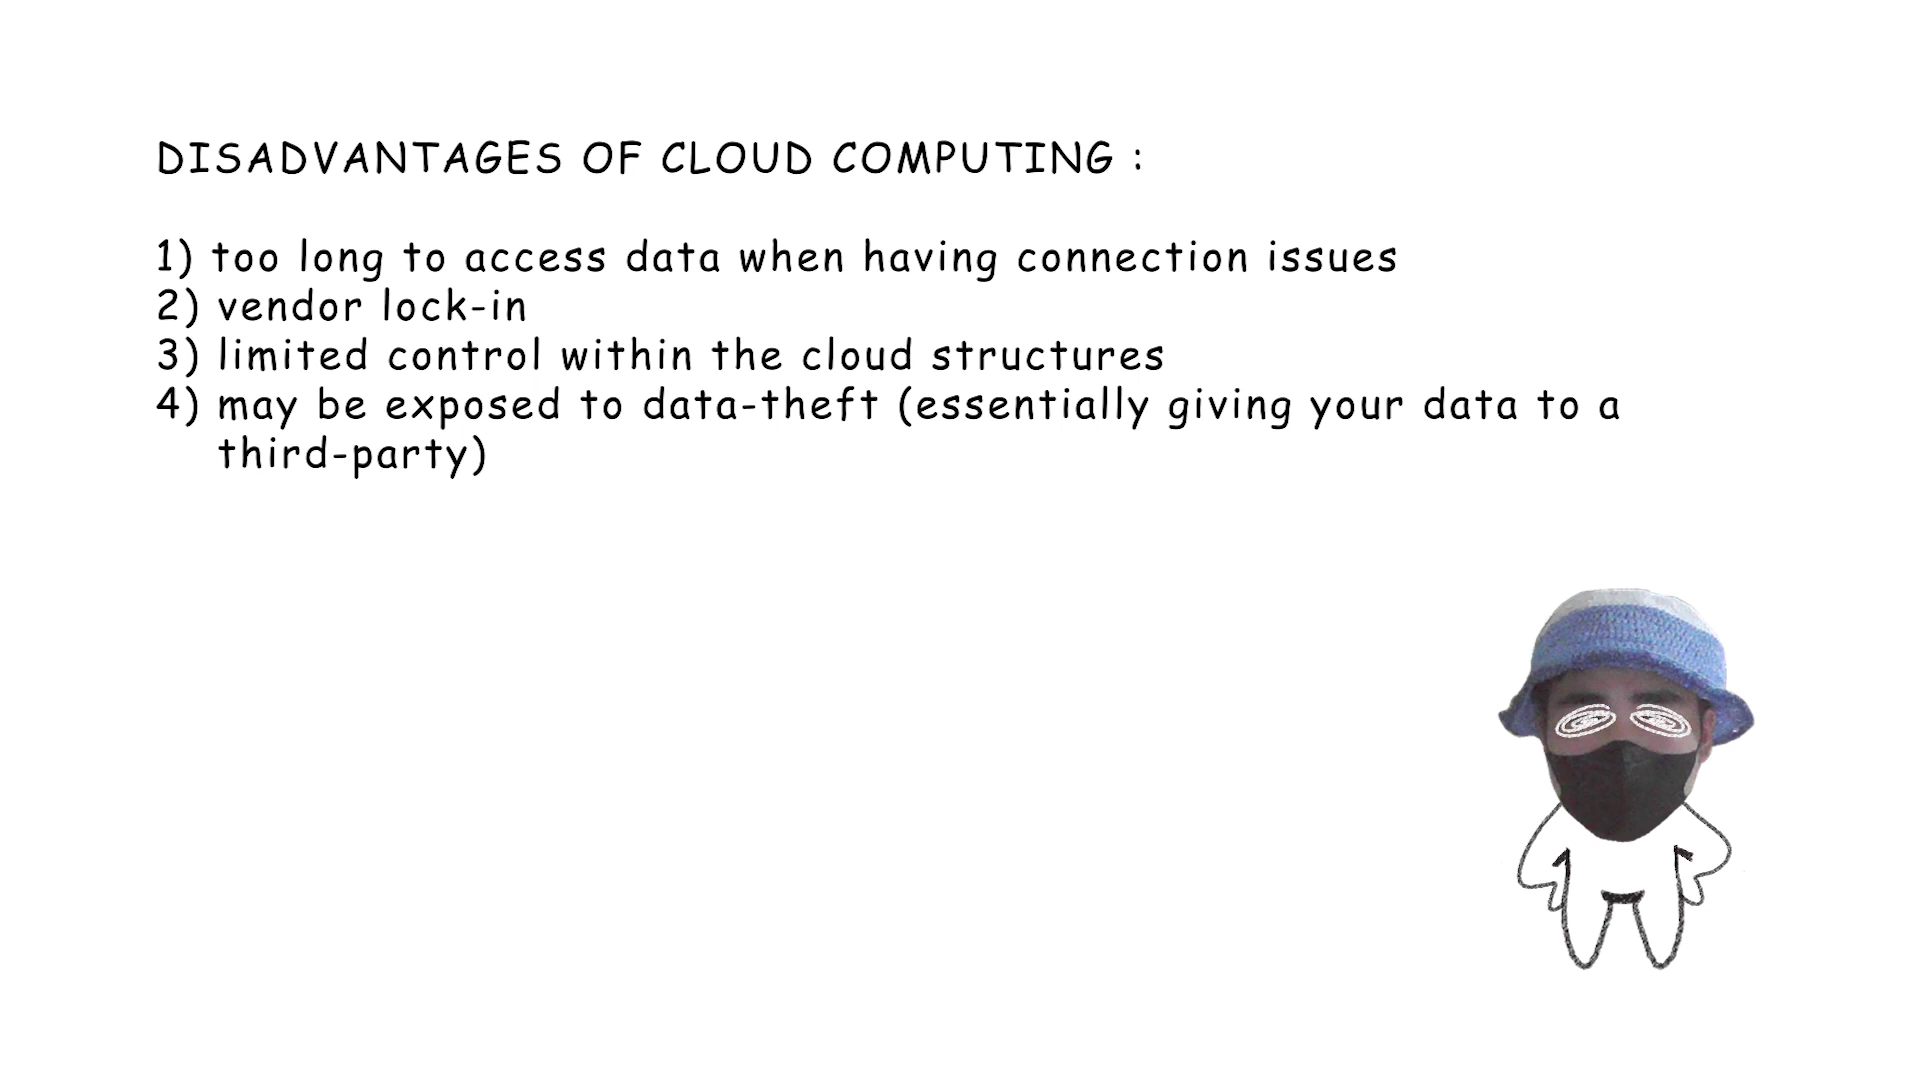 DISADVANTAGES OF CLOUD COMPUTING :
1) too long to access data when having connection issues
2) vendor lock-in
3) limited control within the cloud structures
4) may be exposed to data-theft (essentially giving your data to a
third-party)